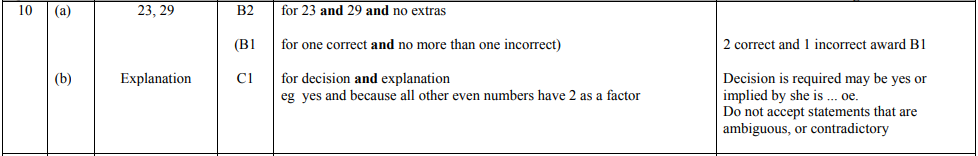 10 (a) 23, 29 B2 for 23 and 29 and no extras
(B1 for one correct and no more than one incorrect) 2 correct and 1 incorrect award B1
(b) Explanation C1 for decision and explanation Decision is required may be yes or
eg yes and because all other even numbers have 2 as a factor implied by she is ... oe.
Do not accept statements that are
ambiguous, or contradictory